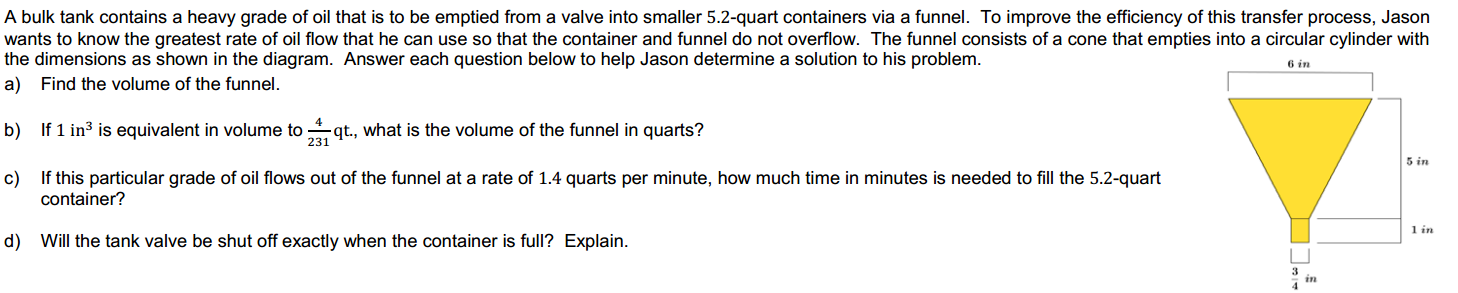 A bulk tank contains a heavy grade of oil that is to be emptied from a valve into smaller 5.2-quart containers via a funnel. To improve the efficiency of this transfer process, Jason
wants to know the greatest rate of oil flow that he can use so that the container and funnel do not overflow. The funnel consists of a cone that empties into a circular cylinder with
the dimensions as shown in the diagram. Answer each question below to help Jason determine a solution to his problem.
6 in
a) Find the volume of the funnel.
b) If 1 in³ is equivalent in volume to 4/231 qt., what is the volume of the funnel in quarts?
5 in
c) If this particular grade of oil flows out of the funnel at a rate of 1.4 quarts per minute, how much time in minutes is needed to fill the 5.2-quart
container?
1 in
d) Will the tank valve be shut off exactly when the container is full? Explain.
3/4 in